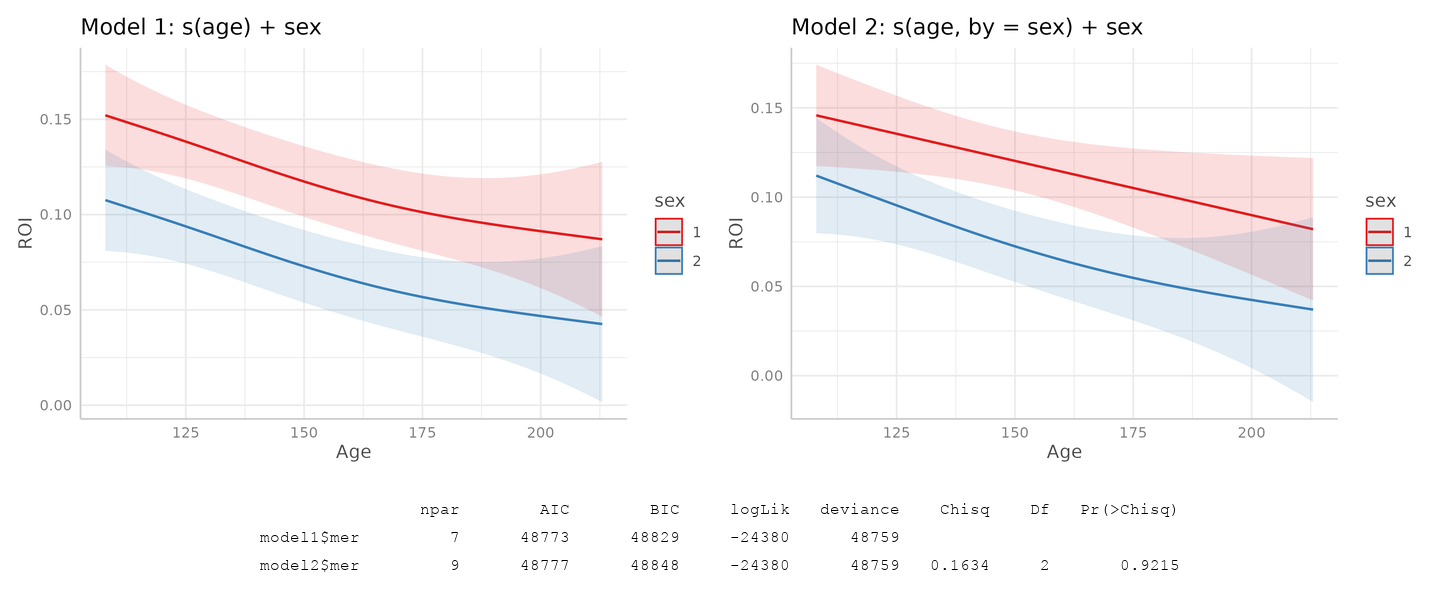 Model 1: s(age) + sex
0.15
0.10
0.05
0.00
ROI
125 150 175 200
Age
sex
1
2
Model 2: s(age, by = sex) + sex
0.15
0.10
0.05
0.00
ROI
125 150 175 200
Age
sex
1
2
npar AIC BIC logLik deviance Chisq Df Pr(>Chisq)
model1$mer 7 48773 48829 -24380 48759
model2$mer 9 48777 48848 -24380 48759 0.1634 2 0.9215